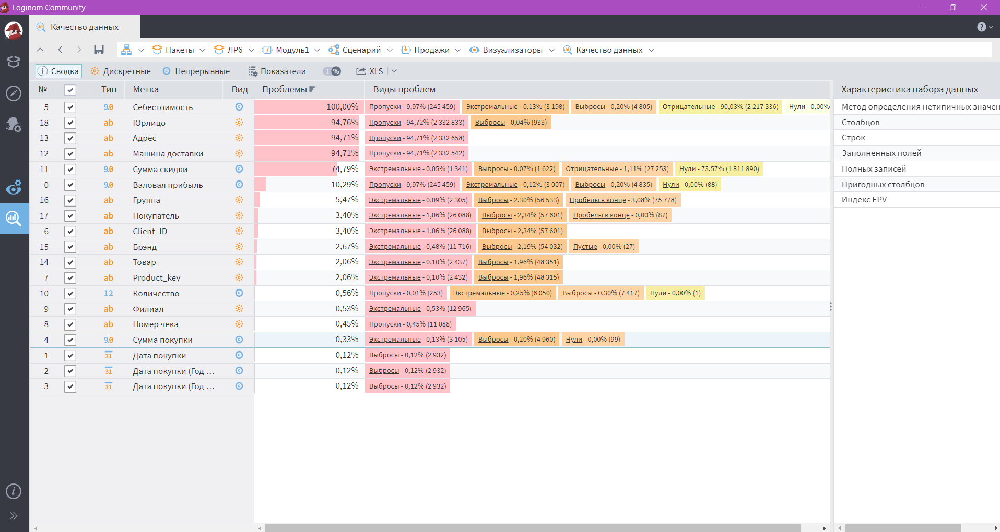 Loginom Community
Качество данных
Пакеты ЛР6 Модуль1 Сценарий Продажи Визуализаторы Качество данных
Сводка Дискретные Непрерывные Показатели 1 % XLS
№ Тип Метка Вид Проблемы Виды проблем
5 9.0 Себестоимость 100,00% Пропуски - 9,97% (245 459) Экстремальные - 0,13% (3 198) Выбросы - 0,20% (4 805) Отрицательные - 90,03% (2 217 336) Нули - 0,00%
18 ab Юрлицо 94,76% Пропуски - 94,72% (2 332 833) Выбросы - 0,04% (933)
13 ab Адрес 94,71% Пропуски - 94,71% (2 332 658)
12 ab Машина доставки 94,71% Пропуски - 94,71% (2 332 542)
11 9.0 Сумма скидки 74,79% Экстремальные - 0,05% (1 341) Выбросы - 0,07% (1 622) Отрицательные - 1,11% (27 253) Нули - 73,57% (1 811 890)
0 9.0 Валовая прибыль 10,29% Пропуски - 9,97% (245 459) Экстремальные - 0,12% (3 007) Выбросы - 0,20% (4 835) Нули - 0,00% (88)
16 ab Группа 5,47% Экстремальные - 0,09% (2 305) Выбросы - 2,30% (56 533) Пробелы в конце - 3,08% (75 778)
17 ab Покупатель 3,40% Экстремальные - 1,06% (26 088) Выбросы - 2,34% (57 601) Пробелы в конце - 0,00% (87)
6 ab Client_ID 3,40% Экстремальные - 1,06% (26 088) Выбросы - 2,34% (57 601)
15 ab Брэнд 2,67% Экстремальные - 0,48% (11 716) Выбросы - 2,19% (54 032) Пустые - 0,00% (27)
14 ab Товар 2,06% Экстремальные - 0,10% (2 437) Выбросы - 1,96% (48 351)
7 ab Product_key 2,06% Экстремальные - 0,10% (2 432) Выбросы - 1,96% (48 315)
10 12 Количество 0,56% Пропуски - 0,01% (253) Экстремальные - 0,25% (6 050) Выбросы - 0,30% (7 417) Нули - 0,00% (1)
9 ab Филиал 0,53% Экстремальные - 0,53% (12 965)
8 ab Номер чека 0,45% Пропуски - 0,45% (11 088)
4 9.0 Сумма покупки 0,33% Экстремальные - 0,13% (3 105) Выбросы - 0,20% (4 960) Нули - 0,00% (99)
1 31 Дата покупки 0,12% Выбросы - 0,12% (2 932)
2 31 Дата покупки (Год ... 0,12% Выбросы - 0,12% (2 932)
3 31 Дата покупки (Год ... 0,12% Выбросы - 0,12% (2 932)
Характеристика набора данных
Метод определения нетипичных значен
Столбцов
Строк
Заполненных полей
Полных записей
Пригодных столбцов
Индекс EPV